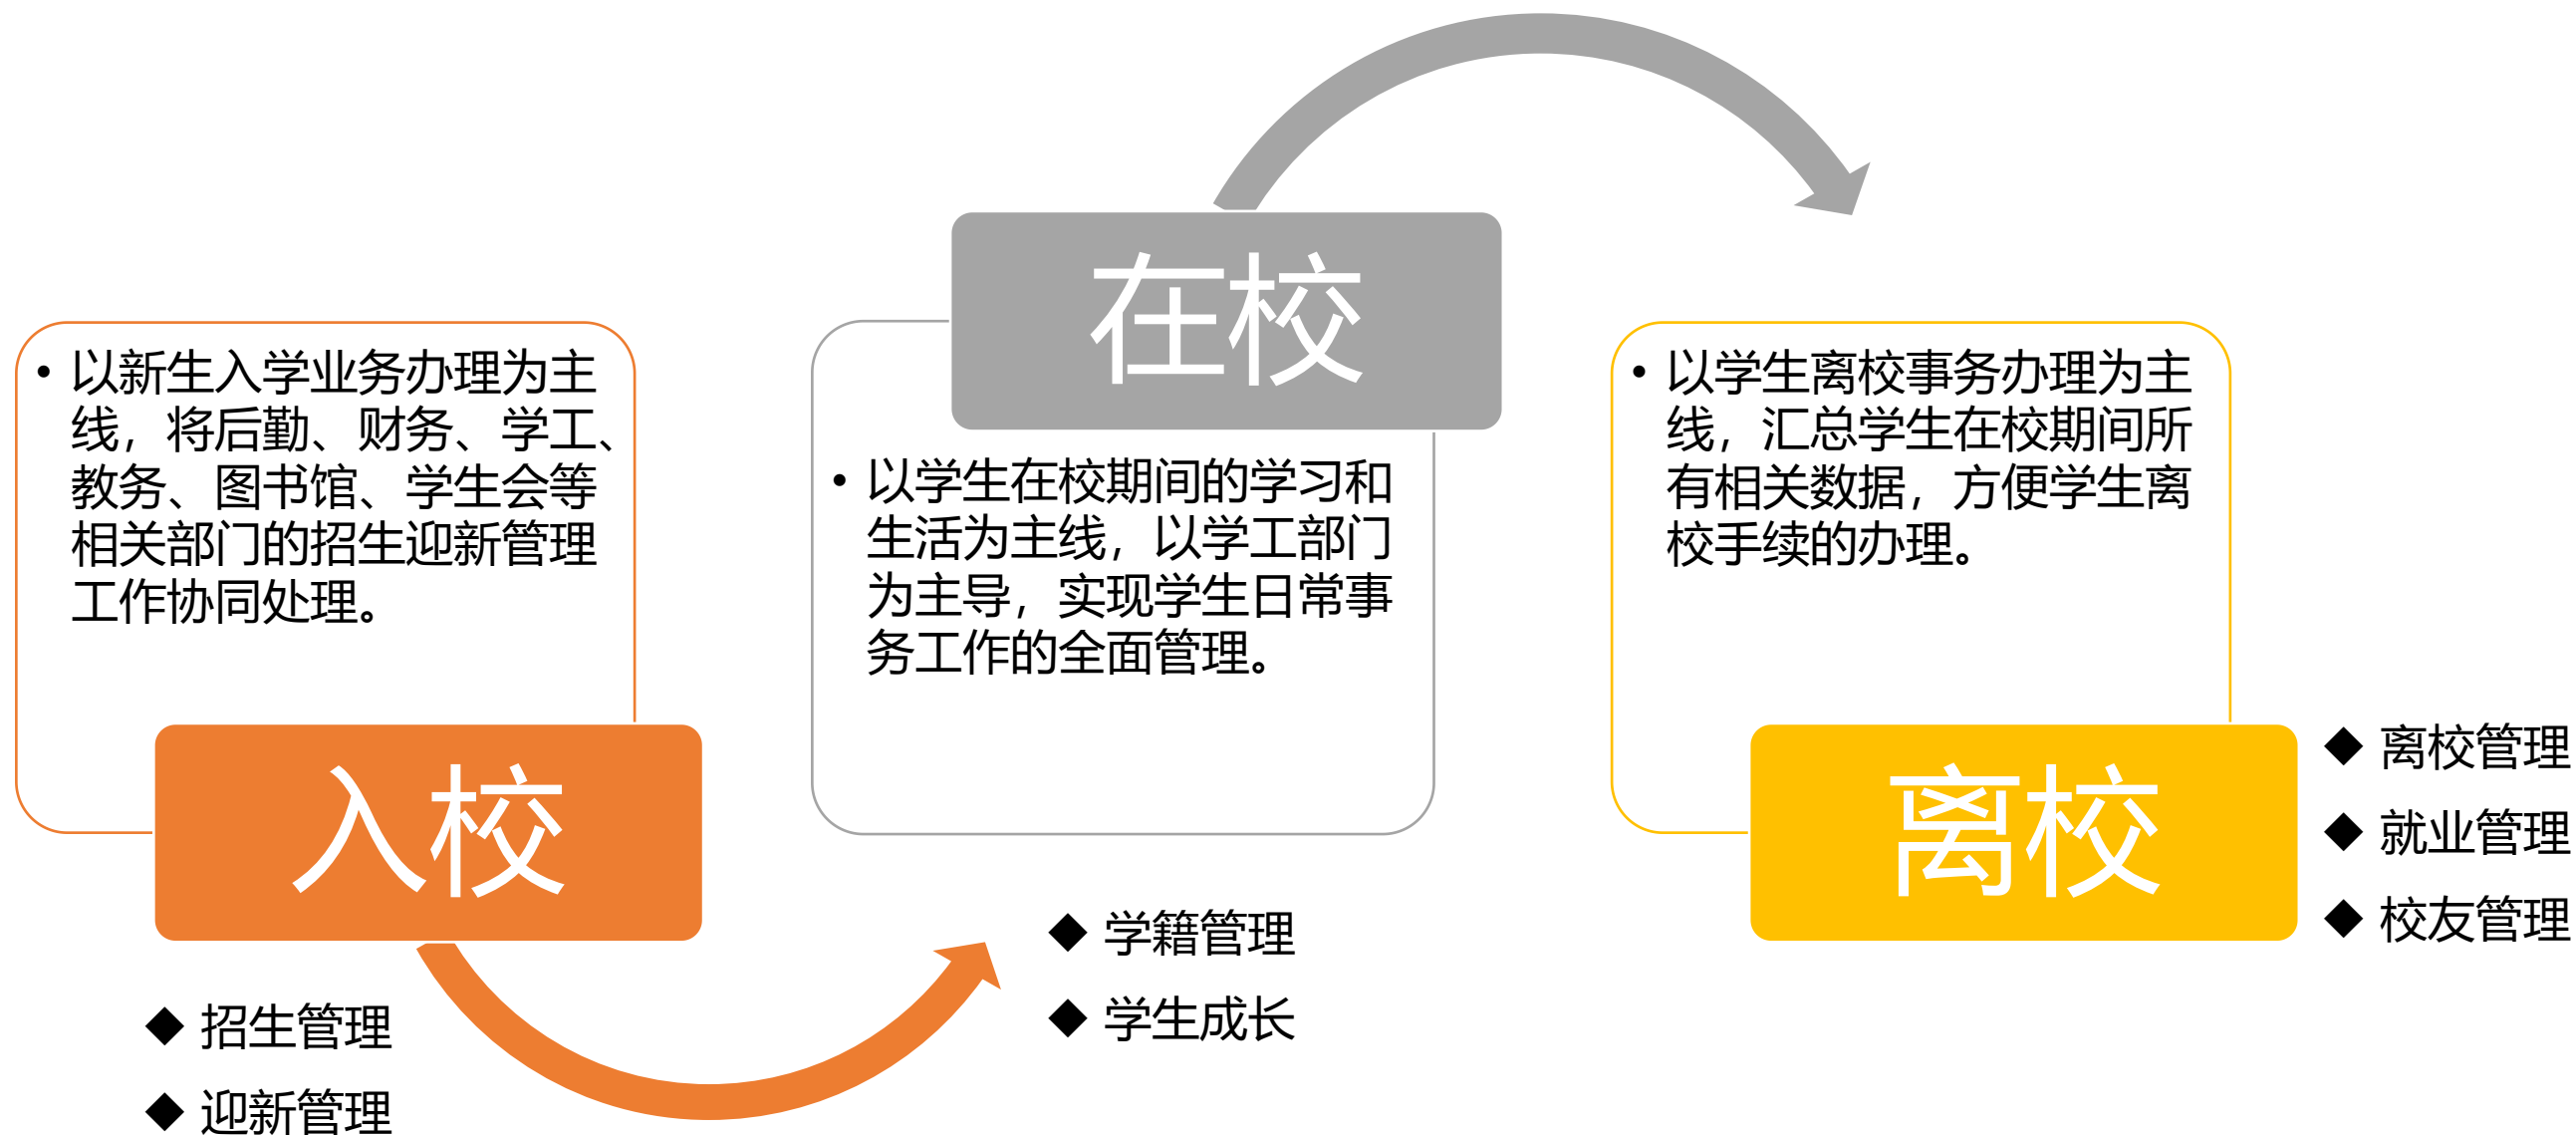 • 以新生入学业务办理为主
线，将后勤、财务、学工、
教务、图书馆、学生会等
相关部门的招生迎新管理
工作协同处理。
入校
◆ 招生管理
◆ 迎新管理
在校
• 以学生在校期间的学习和
生活为主线，以学工部门
为主导，实现学生日常事
务工作的全面管理。
◆ 学籍管理
◆ 学生成长
• 以学生离校事务办理为主
线，汇总学生在校期间所
有相关数据，方便学生离
校手续的办理。
离校
◆ 离校管理
◆ 就业管理
◆ 校友管理